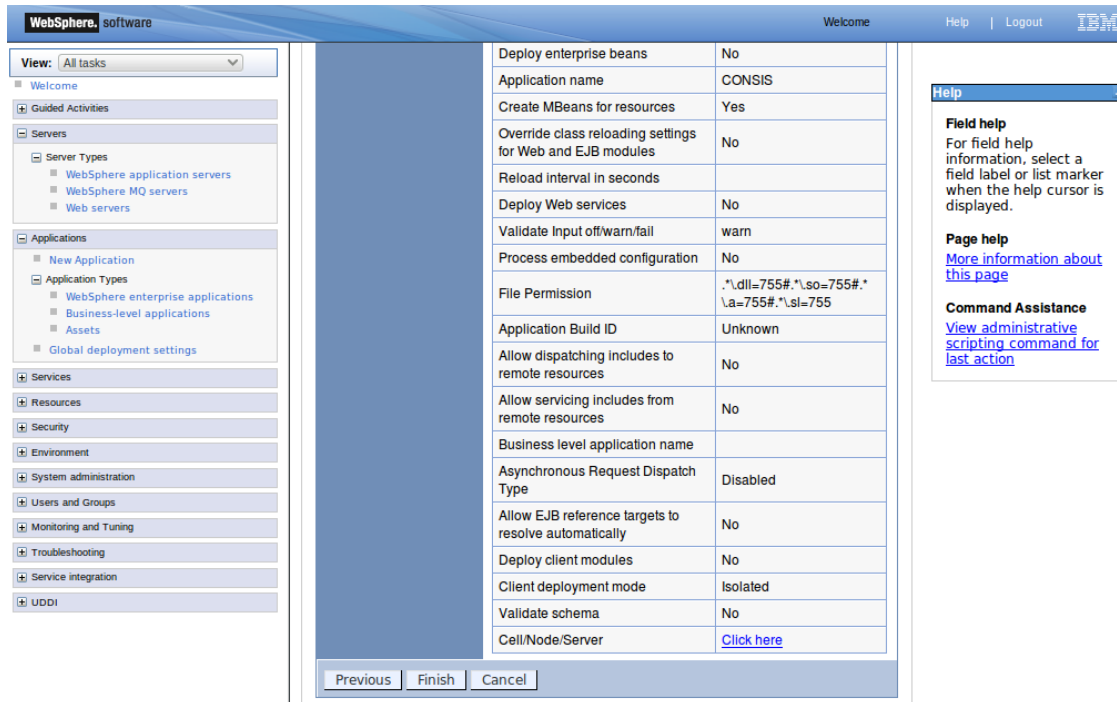 WebSphere. software
Welcome
Help | Logout
IBM
View: All tasks
Welcome
Guided Activities
Servers
Server Types
WebSphere application servers
WebSphere MQ servers
Web servers
Applications
New Application
Application Types
WebSphere enterprise applications
Business-level applications
Assets
Global deployment settings
Services
Resources
Security
Environment
System administration
Users and Groups
Monitoring and Tuning
Troubleshooting
Service integration
UDDI
Deploy enterprise beans No
Application name CONSIS
Create MBeans for resources Yes
Override class reloading settings
for Web and EJB modules No
Reload interval in seconds
Deploy Web services No
Validate Input off/warn/fail warn
Process embedded configuration No
File Permission .*\.dll=755#.*\.so=755#.*
\.a=755#.*\.sl=755
Application Build ID Unknown
Allow dispatching includes to
remote resources No
Allow servicing includes from
remote resources No
Business level application name
Asynchronous Request Dispatch
Type Disabled
Allow EJB reference targets to
resolve automatically No
Deploy client modules No
Client deployment mode Isolated
Validate schema No
Cell/Node/Server Click here
Previous Finish Cancel
Help
Field help
For field help
information, select a
field label or list marker
when the help cursor is
displayed.
Page help
More information about
this page
Command Assistance
View administrative
scripting command for
last action